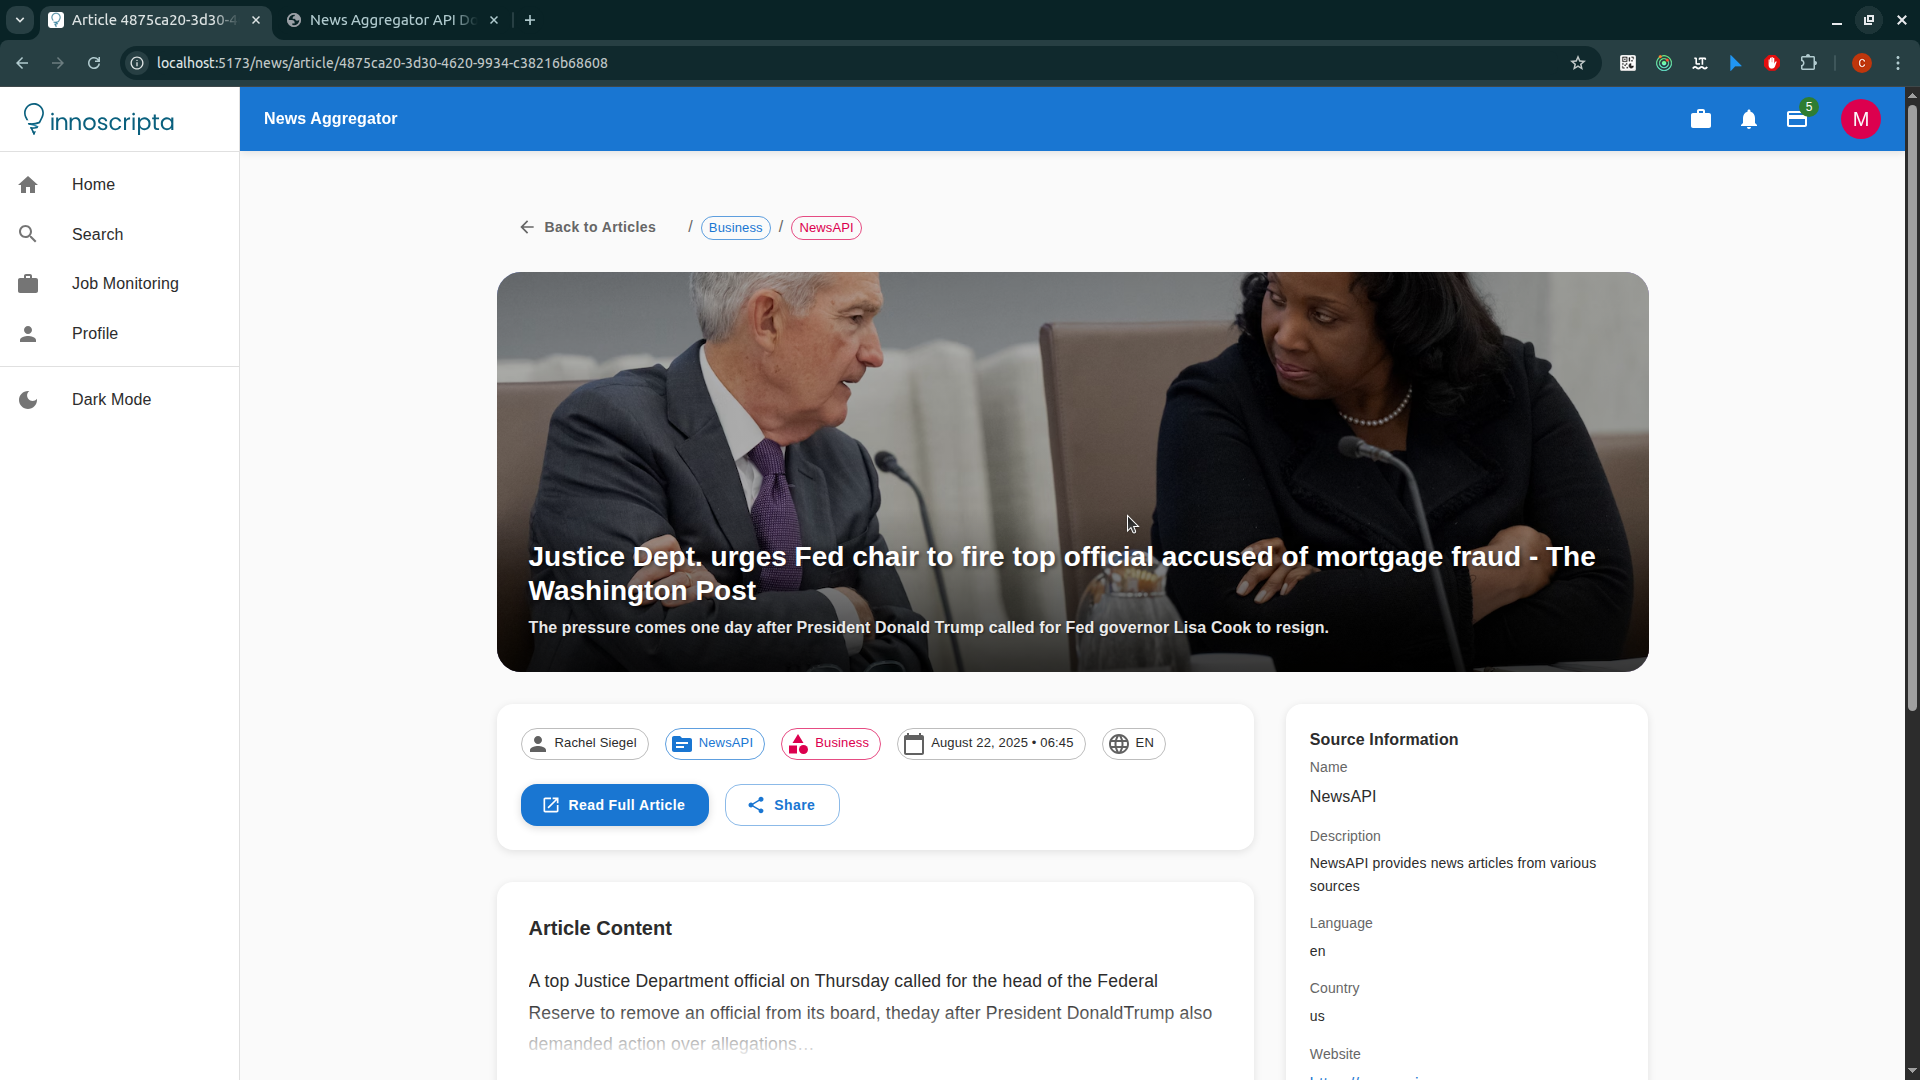 Article 4875ca20-3d30-4
News Aggregator API Do
localhost:5173/news/article/4875ca20-3d30-4620-9934-c38216b68608
C
innoscripta
News Aggregator
5
M
Home
Search
Job Monitoring
Profile
Dark Mode
Back to Articles / Business / NewsAPI
Justice Dept. urges Fed chair to fire top official accused of mortgage fraud - The
Washington Post
The pressure comes one day after President Donald Trump called for Fed governor Lisa Cook to resign.
Rachel Siegel
NewsAPI
Business
August 22, 2025 • 06:45
EN
Read Full Article
Share
Article Content
A top Justice Department official on Thursday called for the head of the Federal
Reserve to remove an official from its board, theday after President DonaldTrump also
demanded action over allegations…
Source Information
Name
NewsAPI
Description
NewsAPI provides news articles from various
sources
Language
en
Country
us
Website